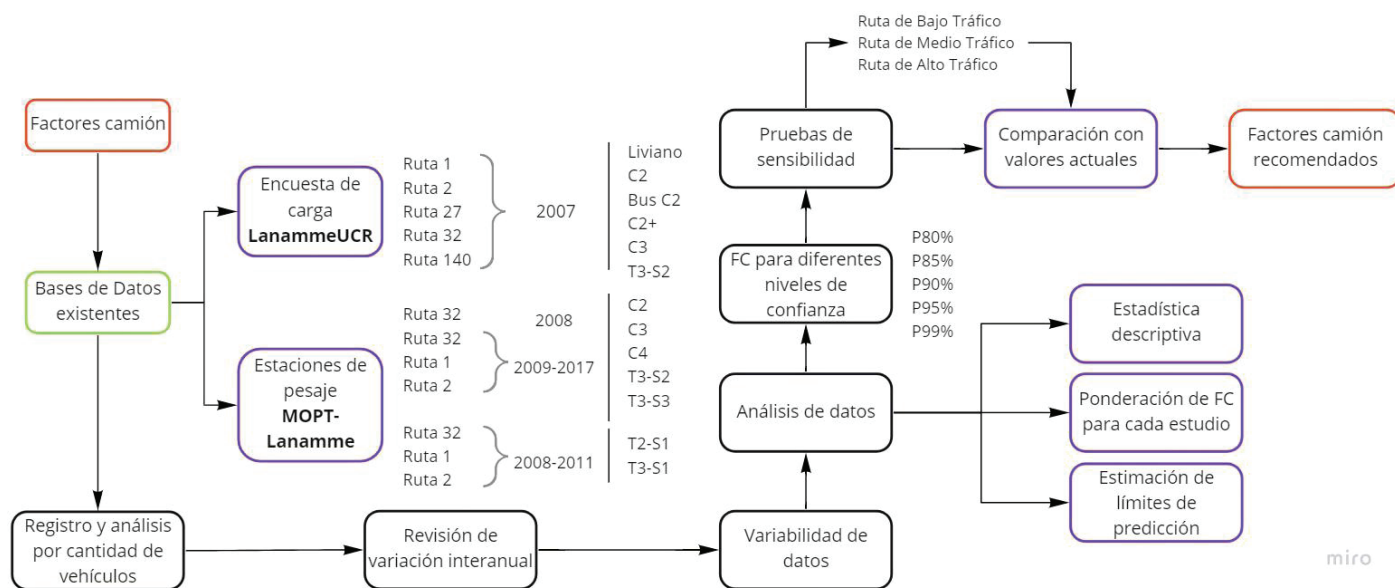 Factores camión
Bases de Datos
existentes
Encuesta de
carga
LanammeUCR
Ruta 1
Ruta 2
Ruta 27
Ruta 32
Ruta 140
2007
Liviano
C2
Bus C2
C2+
C3
T3-S2
Estaciones de
pesaje
MOPT-
Lanamme
Ruta 32
Ruta 32
Ruta 1
Ruta 2
2008
2009-2017
C2
C3
C4
T3-S2
T3-S3
Ruta 32
Ruta 1
Ruta 2
2008-2011
T2-S1
T3-S1
Registro y análisis
por cantidad de
vehículos
Revisión de
variación interanual
Variabilidad de
datos
Análisis de datos
Estadística
descriptiva
Ponderación de FC
para cada estudio
Estimación de
límites de
predicción
FC para diferentes
niveles de
confianza
P80%
P85%
P90%
P95%
P99%
Pruebas de
sensibilidad
Ruta de Bajo Tráfico
Ruta de Medio Tráfico
Ruta de Alto Tráfico
Comparación con
valores actuales
Factores camión
recomendados
miro